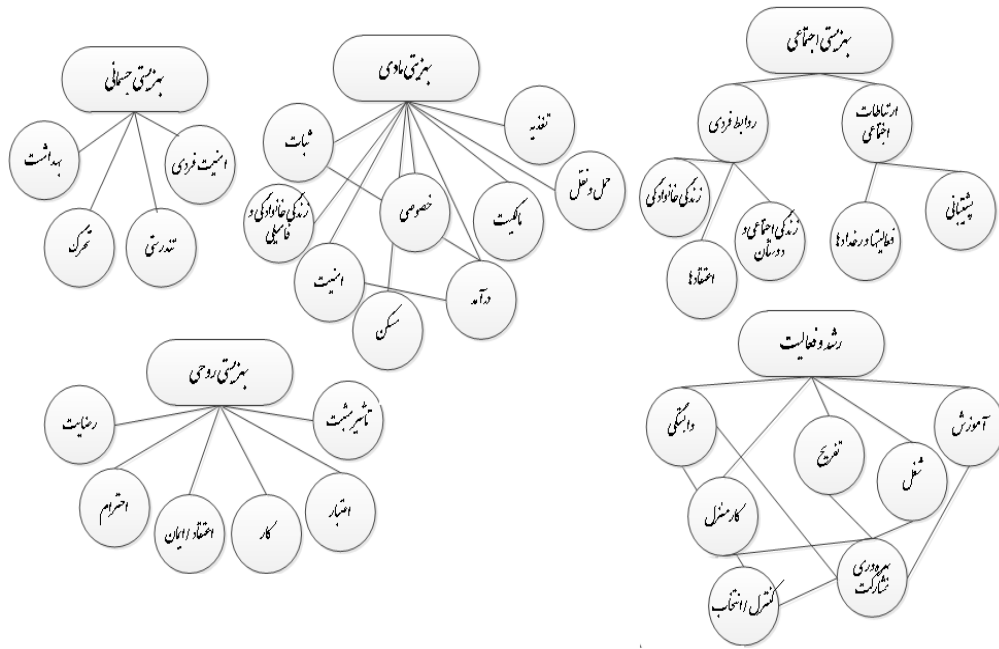 بهزیستی اجتماعی
روابط فردی
ارتباطات
اجتماعی
زندگی خانوادگی
اعتقادها
زندگی اجتماعی و
دوستان
فعالیتها و رخدادها
پشتیبانی
بهزیستی مادی
ثبات
تغذیه
زندگی خانوادگی و
فامیلی
خصوصی
مالکیت
حمل و نقل
امنیت
مسکن
درآمد
بهزیستی جسمانی
بهداشت
امنیت فردی
تحرک
تندرستی
رشد و فعالیت
وابستگی
تفریح
شغل
آموزش
کار منزل
بهره وری
کنترل / انتخاب
بهزیستی روحی
رضایت
تاثیر مثبت
احترام
اعتقاد / ایمان
کار
اعتبار